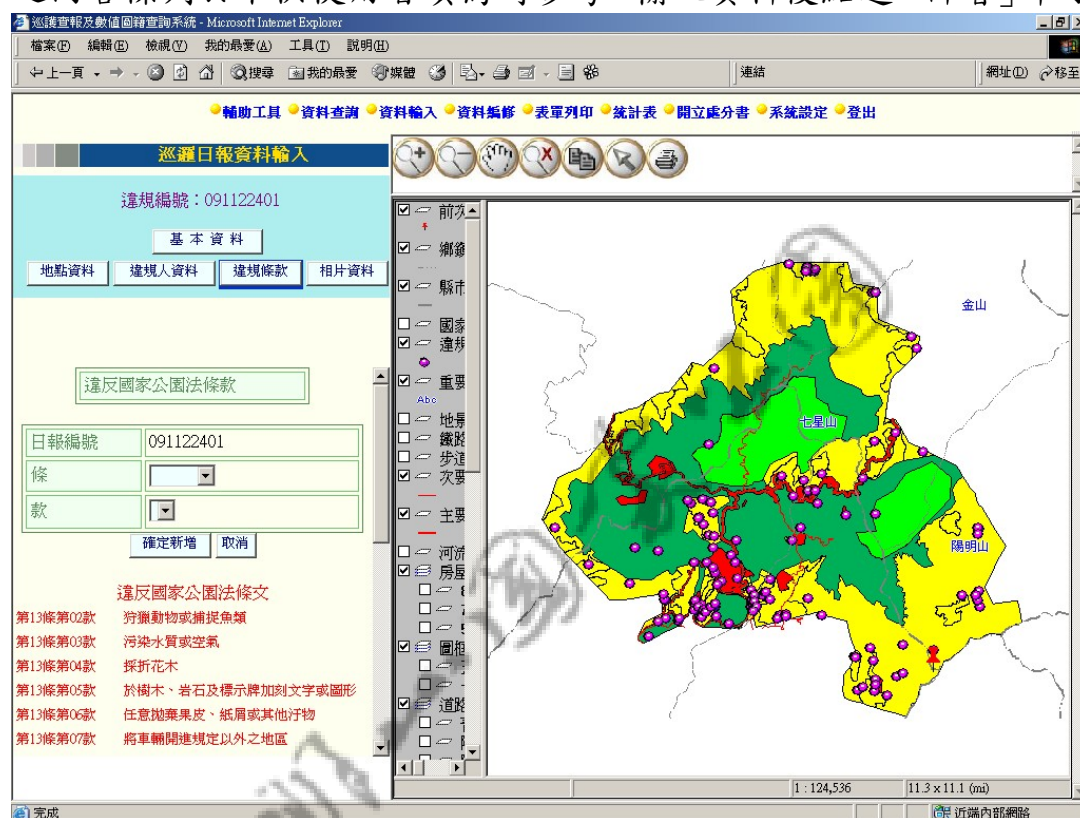 巡護查報及數值圖籍查詢系統 - Microsoft Internet Explorer
檔案(F) 編輯(E) 檢視(V) 我的最愛(A) 工具(T) 說明(H)
上一頁 搜尋 我的最愛 媒體 連結 網址(D) 移至
輔助工具 資料查詢 資料輸入 資料編修 表單列印 統計表 開立處分書 系統設定 登出
巡邏日報資料輸入
違規編號：091122401
基本資料
地點資料 違規人資料 違規條款 相片資料
違反國家公園法條款
日報編號 091122401
條
款
確定新增 取消
違反國家公園法條文
第13條第02款 狩獵動物或捕捉魚類
第13條第03款 污染水質或空氣
第13條第04款 採折花木
第13條第05款 於樹木、岩石及標示牌加刻文字或圖形
第13條第06款 任意拋棄果皮、紙屑或其他汙物
第13條第07款 將車輛開進規定以外之地區
前次
鄉鎮
縣市
國家
違規
重要
Abc
地景
鐵路
步道
次要
主要
河流
房屋
圖框
道路
金山
七星山
陽明山
1 : 124,536 11.3 x 11.1 (mi)
完成 近端內部網路